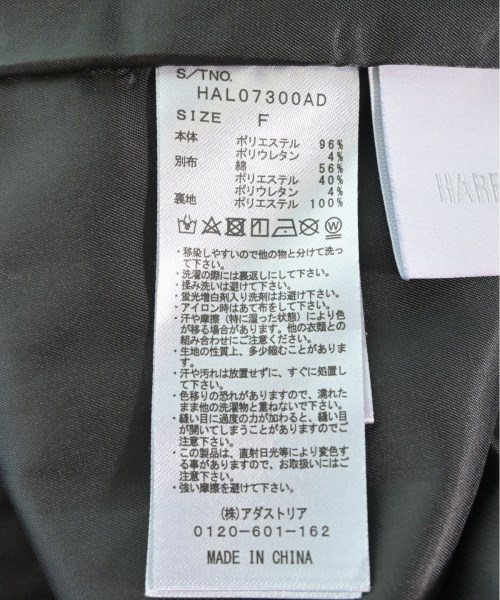 S/TNO.
HAL07300AD
SIZE F
本体 ポリエステル 96%
ポリウレタン 4%
別布 綿 56%
ポリエステル 40%
ポリウレタン 4%
裏地 ポリエステル 100%
・移染しやすいので他の物と分けて洗っ
て下さい。
・洗濯の際には裏返しにして下さい。
・揉み洗いは避けて下さい。
・蛍光増白剤入り洗剤はお避け下さい。
・アイロン時はあて布をして下さい。
・汗や摩擦（特に湿った状態）により色
が移る場合があります。他の衣類との
組み合わせにご注意ください。
・生地の性質上、多少縮むことがありま
す。
・汗や汚れは放置せずに、すぐに処置し
て下さい。
・色移りの恐れがありますので、濡れた
まま他の洗濯物と重ねないで下さい。
・縫い目に過度の力が加わると、縫い目
が開いてしまうことがありますのでご
注意下さい。
・この製品は、直射日光等により変色す
る事がありますので、お取扱いにはご
注意下さい。
・強い摩擦を避けて下さい。
(株)アダストリア
0120-601-162
MADE IN CHINA
HARE